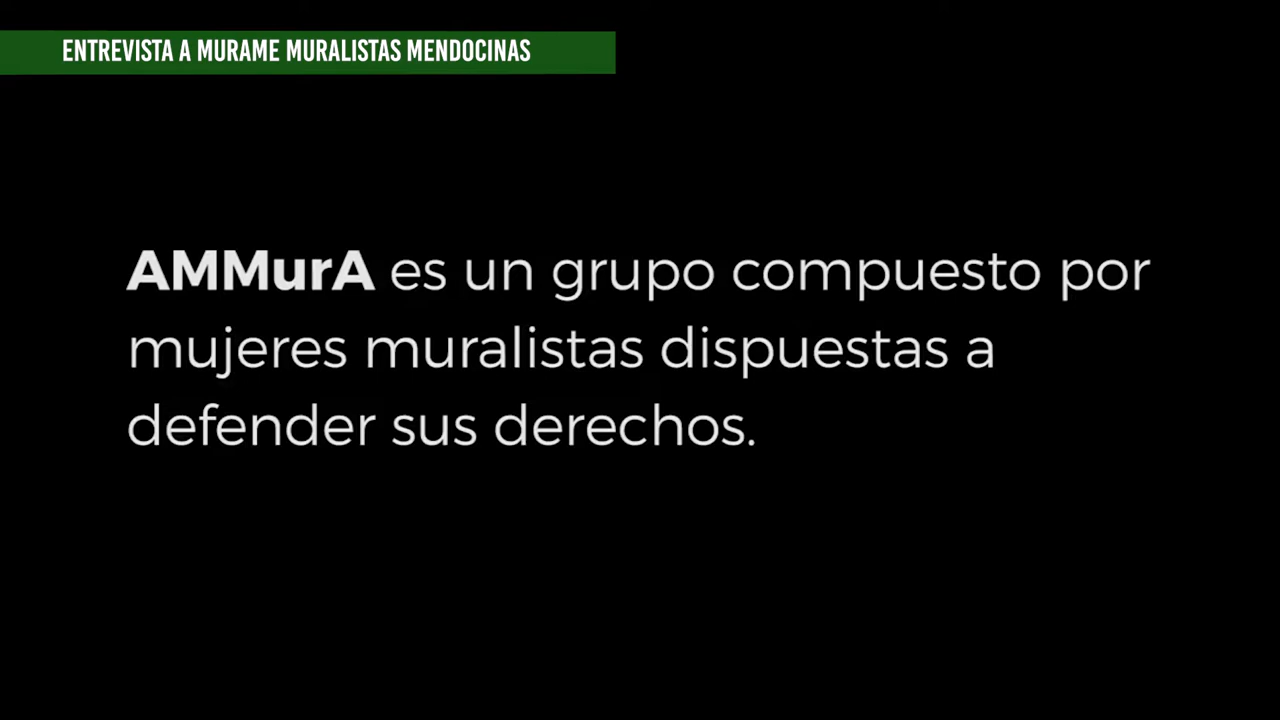 ENTREVISTA A MURAME MURALISTAS MENDOCINAS
AMMurA es un grupo compuesto por
mujeres muralistas dispuestas a
defender sus derechos.